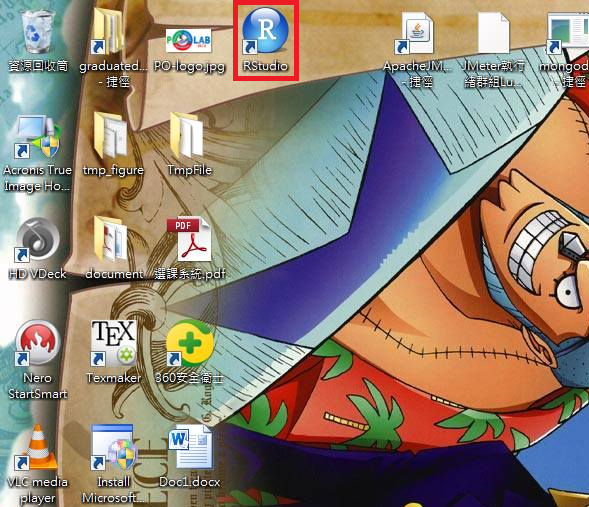 資源回收筒
graduated...
- 捷徑
PO LAB
PO-logo.jpg
R
RStudio
ApacheJM...
- 捷徑
JMeter執行
緒群組Lu...
mongod
- 捷徑
Acronis True
Image Ho...
tmp_figure
TmpFile
HD VDeck
document
選課系統.pdf
Nero
StartSmart
TEX
Texmaker
360安全衛士
VLC media
player
Install
Microsoft...
W
Doc1.docx